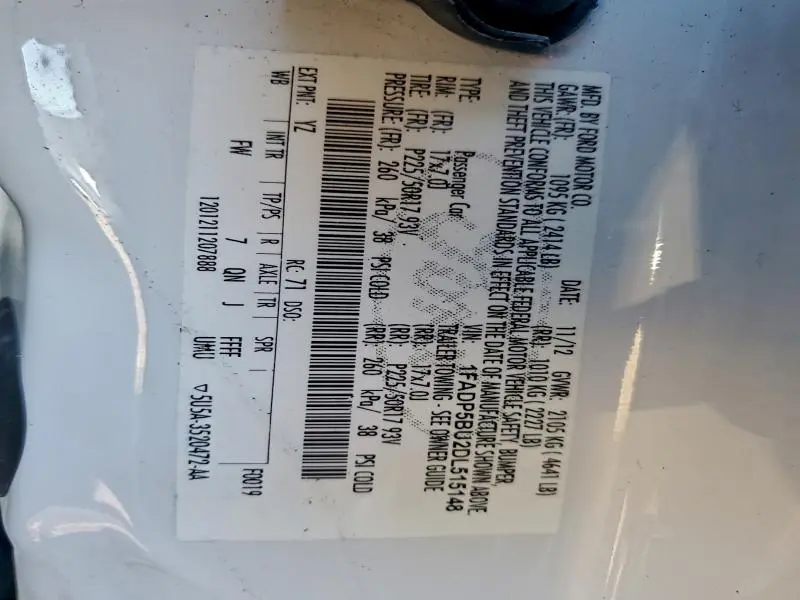 MFD. BY FORD MOTOR CO.
DATE: 11/12 GVWR: 2105 KG ( 4641 LB)
GAWR: (FR): 1095 KG ( 2414 LB) (RR): 1010 KG ( 2227 LB)
THIS VEHICLE CONFORMS TO ALL APPLICABLE FEDERAL MOTOR VEHICLE SAFETY, BUMPER,
AND THEFT PREVENTION STANDARDS IN EFFECT ON THE DATE OF MANUFACTURE SHOWN ABOVE.
VIN: 1FADP5BU2DL515148
TYPE: Passenger Car TRAILER TOWING - SEE OWNER GUIDE
RIM: (FR): 17x7.0J (RR): 17x7.0J
TIRE: (FR): P225/50R17 93V (RR): P225/50R17 93V
PRESSURE: (FR): 260 kPa/ 38 PSI COLD (RR): 260 kPa/ 38 PSI COLD
F0019
EXT PNT: YZ RC: 71 DSO:
WB | INT TR | TP/PS | R | AXLE | TR | SPR |
FW 7 QN J FFFF
UMU
1201211207888 ▽5U5A-3520472-AA